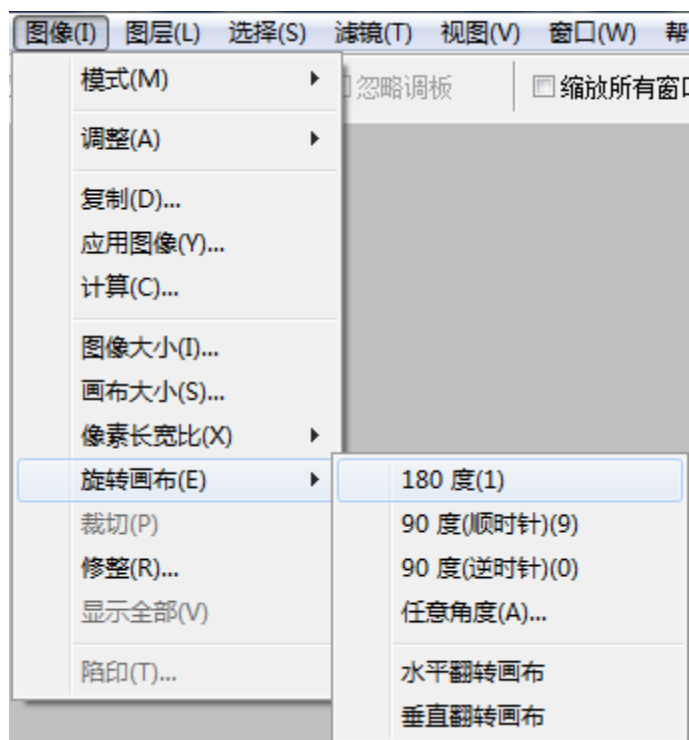 图像(I) 图层(L) 选择(S) 滤镜(T) 视图(V) 窗口(W) 帮
忽略调板 缩放所有窗口
模式(M)
调整(A)
复制(D)...
应用图像(Y)...
计算(C)...
图像大小(I)...
画布大小(S)...
像素长宽比(X)
旋转画布(E)
裁切(P)
修整(R)...
显示全部(V)
陷印(T)...
180 度(1)
90 度(顺时针)(9)
90 度(逆时针)(0)
任意角度(A)...
水平翻转画布
垂直翻转画布